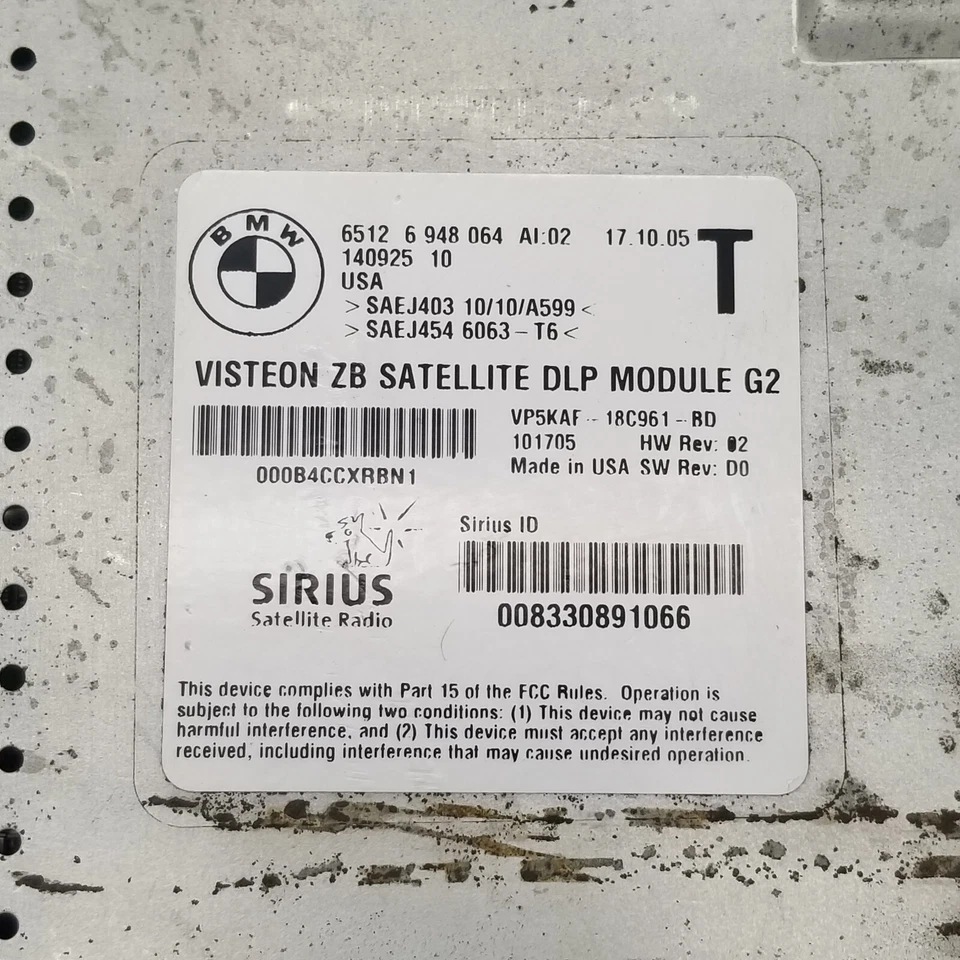 BMW
6512 6 948 064 AI:02 17.10.05 T
140925 10
USA
>SAEJ403 10/10/A599<
>SAEJ454 6063-T6<
VISTEON ZB SATELLITE DLP MODULE G2
VP5KAF-18C961-BD
101705 HW Rev: 02
Made in USA SW Rev: D0
000B4CCXRBN1
Sirius ID
SIRIUS
Satellite Radio
008330891066
This device complies with Part 15 of the FCC Rules. Operation is
subject to the following two conditions: (1) This device may not cause
harmful interference, and (2) This device must accept any interference
received, including interference that may cause undesired operation.